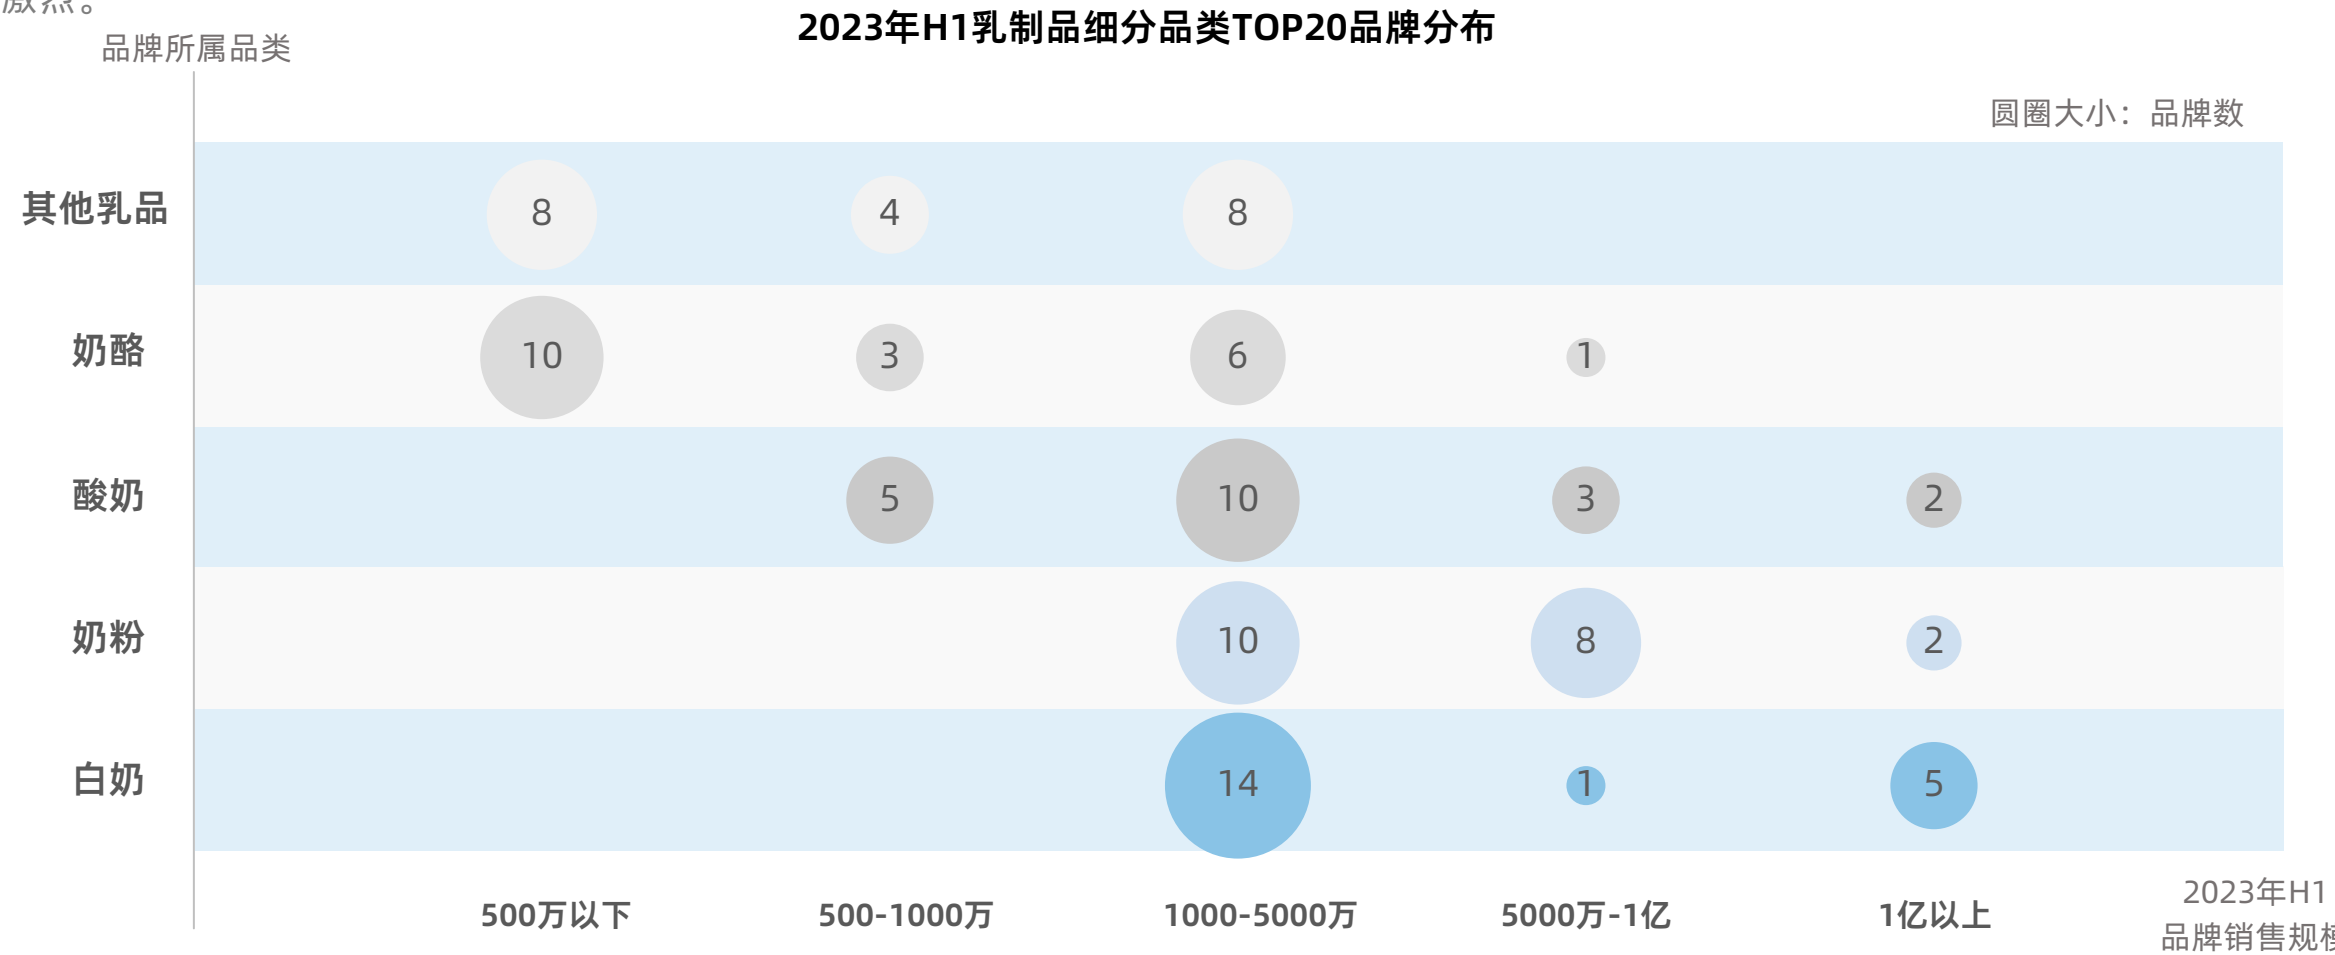 2023年H1乳制品细分品类TOP20品牌分布
品牌所属品类
圆圈大小：品牌数
其他乳品 8 4 8
奶酪 10 3 6 1
酸奶 5 10 3 2
奶粉 10 8 2
白奶 14 1 5
500万以下 500-1000万 1000-5000万 5000万-1亿 1亿以上
2023年H1
品牌销售规模